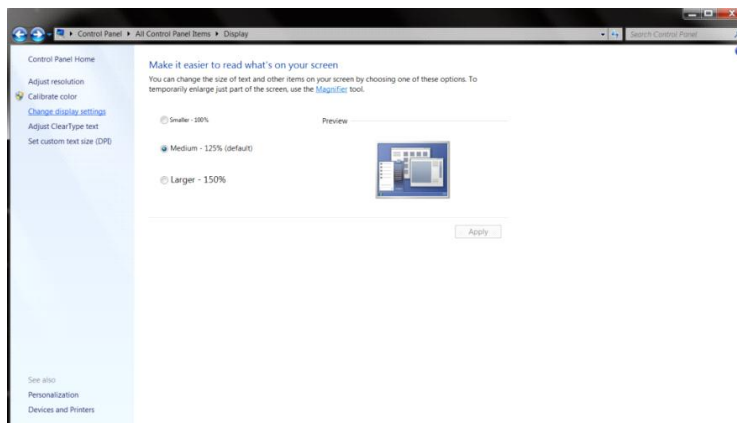 Control Panel ▸ All Control Panel Items ▸ Display
Search Control Panel
Control Panel Home
Adjust resolution
Calibrate color
Change display settings
Adjust ClearType text
Set custom text size (DPI)
See also
Personalization
Devices and Printers
Make it easier to read what's on your screen
You can change the size of text and other items on your screen by choosing one of these options. To
temporarily enlarge just part of the screen, use the Magnifier tool.
Smaller - 100%
Preview
Medium - 125% (default)
Larger - 150%
Apply